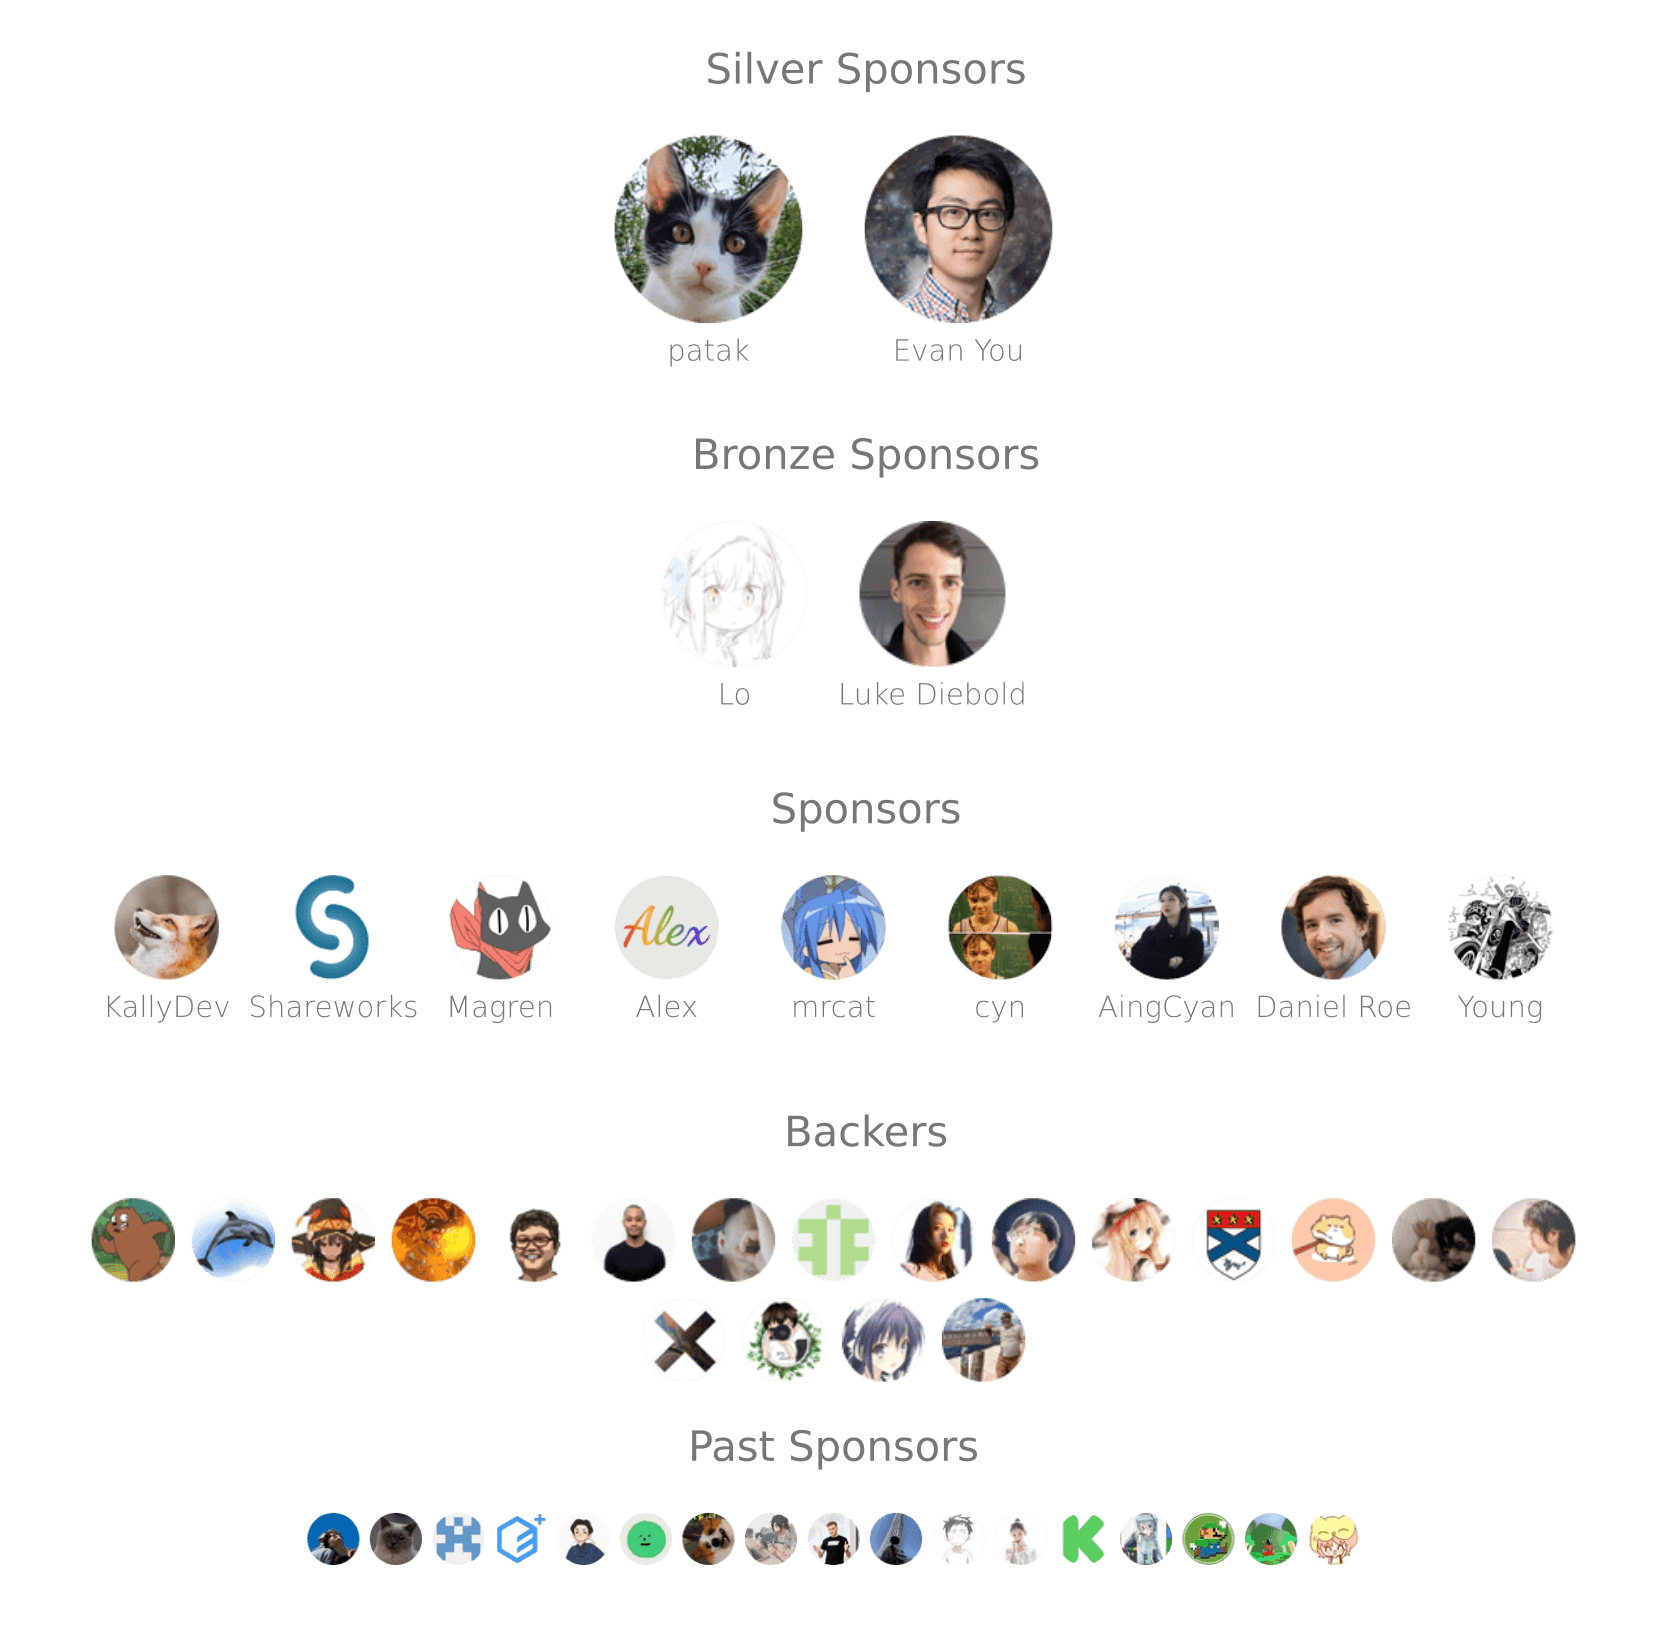 Silver Sponsors
patak
Evan You
Bronze Sponsors
Lo
Luke Diebold
Sponsors
Alex
KallyDev
Shareworks
Magren
Alex
mrcat
cyn
AingCyan
Daniel Roe
Young
Backers
Past Sponsors